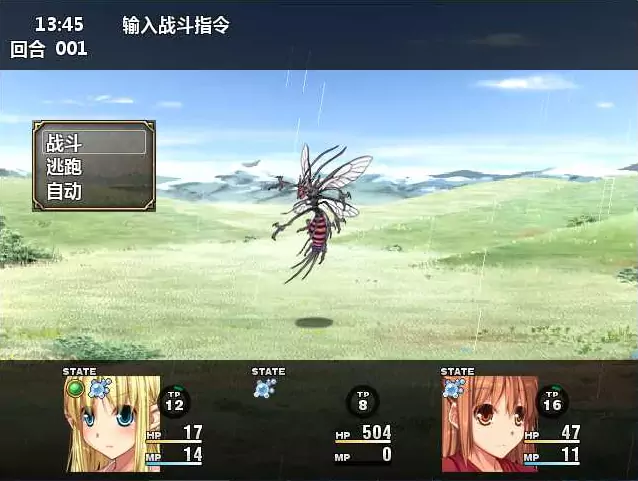 13:45 输入战斗指令
回合 001
战斗
逃跑
自动
STATE STATE STATE
TP 12 TP 8 TP 16
HP 17 HP 504 HP 47
MP 14 MP 0 MP 11